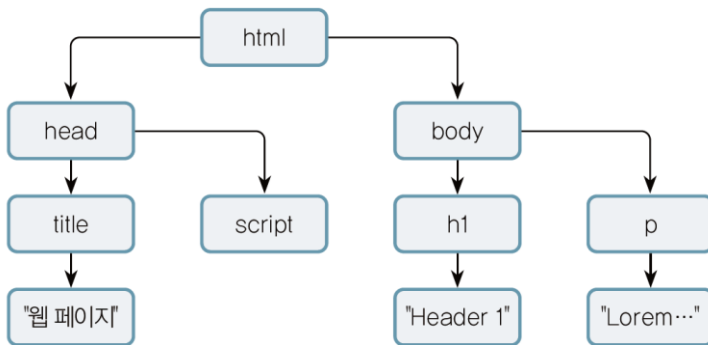 html
head
body
title
script
h1
p
"웹 페이지"
"Header 1"
"Lorem···"